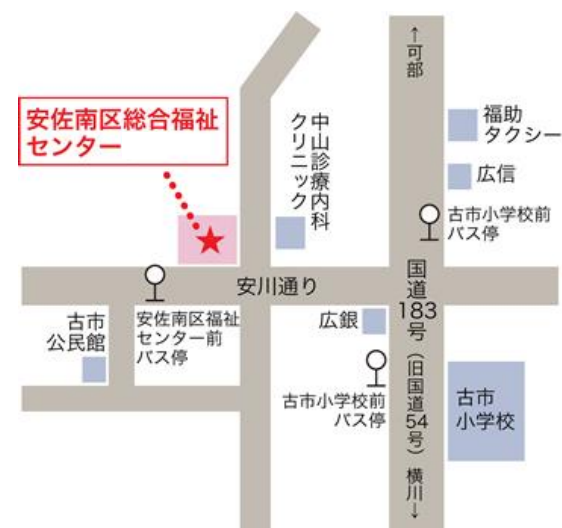 ↑可部
安佐南区総合福祉
センター
中山診療内科
クリニック
福助
タクシー
広信
古市小学校前
バス停
安川通り
国道183号（旧国道54号）
横川↓
古市
公民館
安佐南区福祉
センター前
バス停
広銀
古市小学校前
バス停
古市
小学校